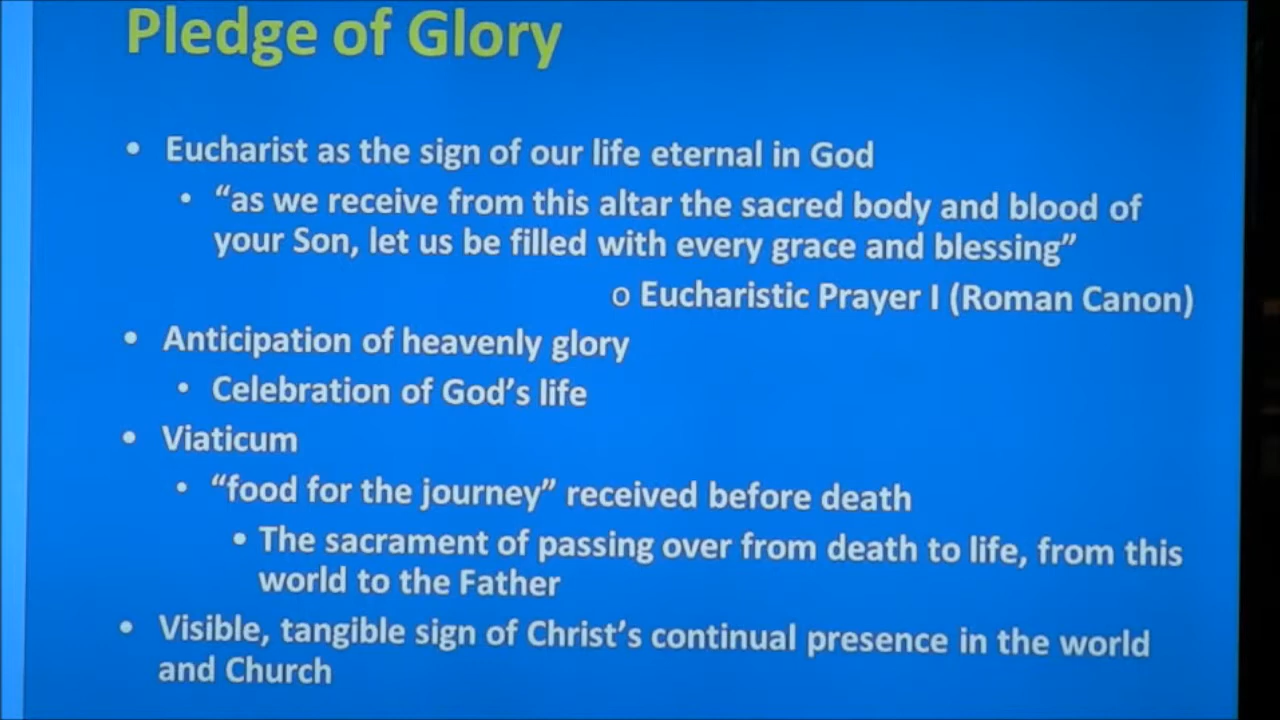 Pledge of Glory
• Eucharist as the sign of our life eternal in God
• “as we receive from this altar the sacred body and blood of
your Son, let us be filled with every grace and blessing”
o Eucharistic Prayer I (Roman Canon)
• Anticipation of heavenly glory
• Celebration of God’s life
• Viaticum
• “food for the journey” received before death
• The sacrament of passing over from death to life, from this
world to the Father
• Visible, tangible sign of Christ’s continual presence in the world
and Church